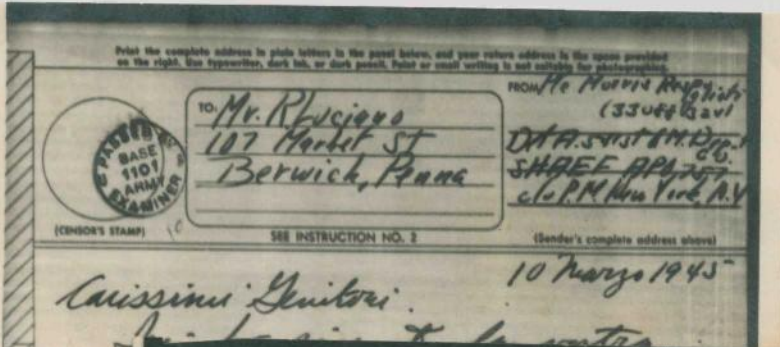 Print the complete address in plain letters in the panel below, and your return address in the space provided
on the right. Use typewriter, dark ink, or dark pencil. Faint or small writing is not suitable for photographing.
TO:
Mr. R Luciano
107 Market St
Berwick, Penna
FROM
Morris
SHAEF APO 757
c/o P.M. New York, N.Y
PASSED BY
BASE
1101
ARMY
EXAMINER
(CENSOR'S STAMP)
SEE INSTRUCTION NO. 2
(Sender's complete address above)
10 Marzo 1945
Carissimi Genitori.